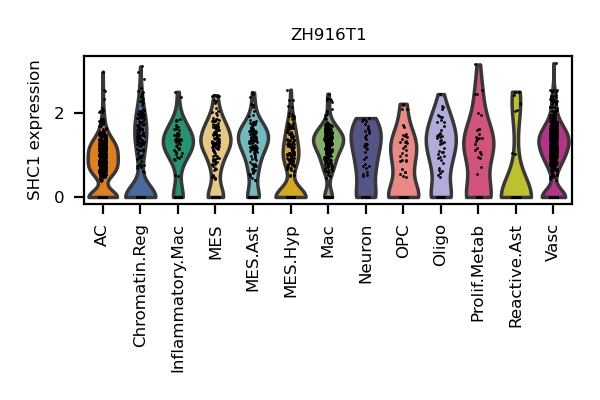 ZH916T1
SHC1 expression
2
0
AC
Chromatin.Reg
Inflammatory.Mac
MES
MES.Ast
MES.Hyp
Mac
Neuron
OPC
Oligo
Prolif.Metab
Reactive.Ast
Vasc